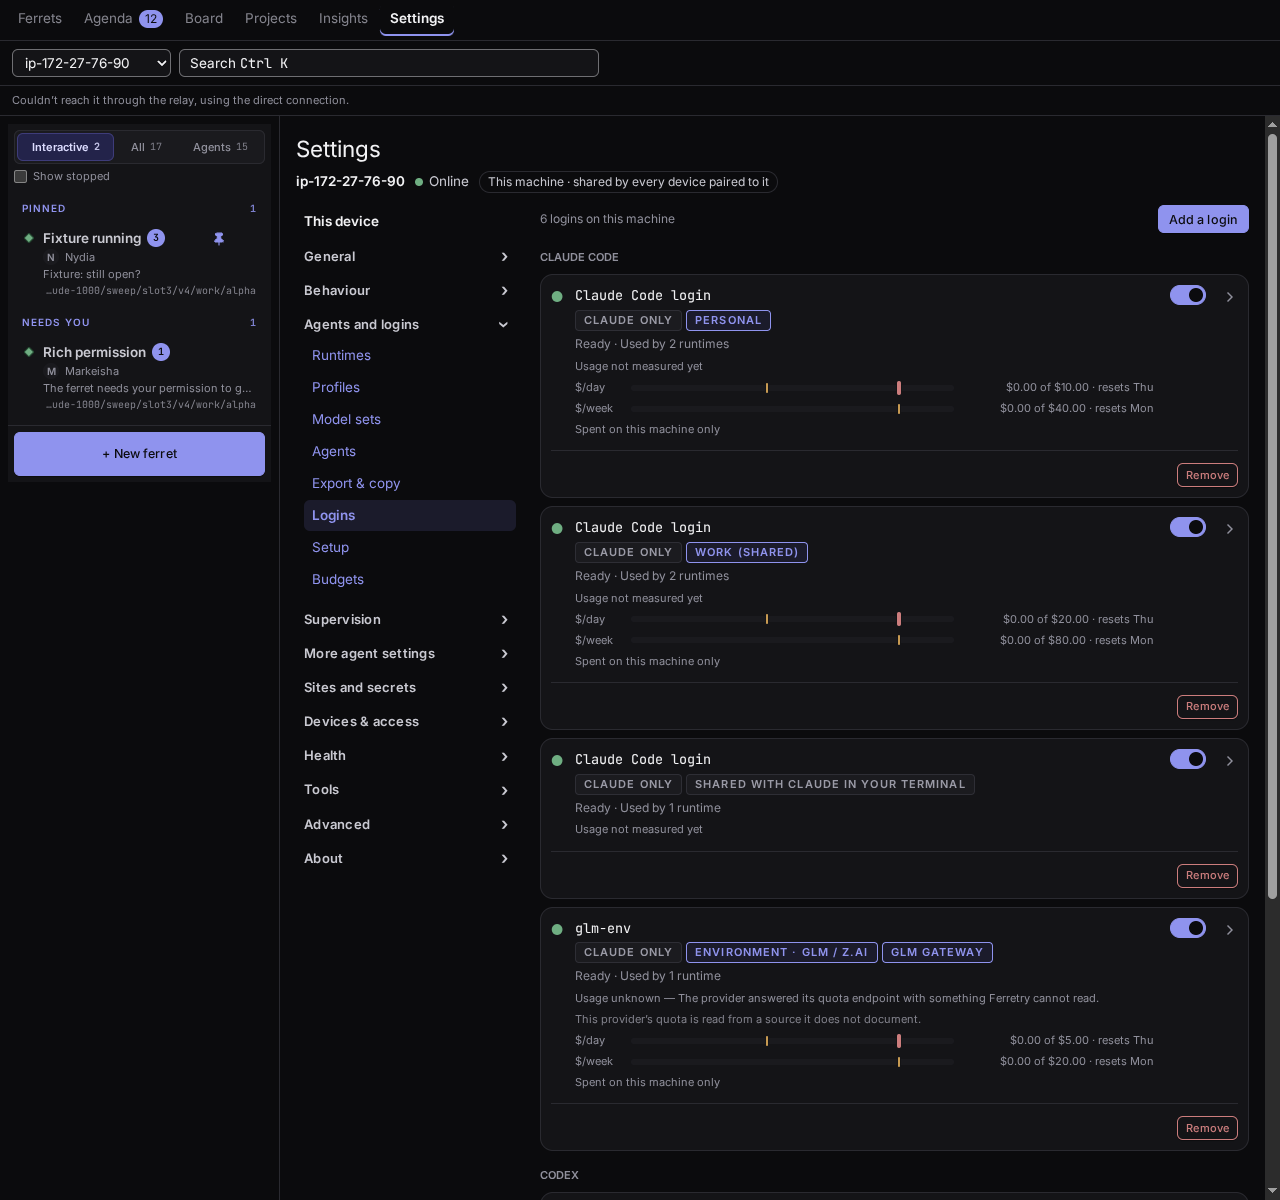 Ferrets Agenda 12 Board Projects Insights Settings
ip-172-27-76-90 Search Ctrl K
Couldn't reach it through the relay, using the direct connection.
Interactive 2 All 17 Agents 15
Show stopped
PINNED 1
Fixture running 3
N Nydia
Fixture: still open?
…ude-1000/sweep/slot3/v4/work/alpha
NEEDS YOU 1
Rich permission 1
M Markeisha
The ferret needs your permission to g…
…ude-1000/sweep/slot3/v4/work/alpha
+ New ferret
Settings
ip-172-27-76-90 Online This machine · shared by every device paired to it
This device
General
Behaviour
Agents and logins
Runtimes
Profiles
Model sets
Agents
Export & copy
Logins
Setup
Budgets
Supervision
More agent settings
Sites and secrets
Devices & access
Health
Tools
Advanced
About
6 logins on this machine Add a login
CLAUDE CODE
Claude Code login
CLAUDE ONLY PERSONAL
Ready · Used by 2 runtimes
Usage not measured yet
$/day $0.00 of $10.00 · resets Thu
$/week $0.00 of $40.00 · resets Mon
Spent on this machine only
Remove
Claude Code login
CLAUDE ONLY WORK (SHARED)
Ready · Used by 2 runtimes
Usage not measured yet
$/day $0.00 of $20.00 · resets Thu
$/week $0.00 of $80.00 · resets Mon
Spent on this machine only
Remove
Claude Code login
CLAUDE ONLY SHARED WITH CLAUDE IN YOUR TERMINAL
Ready · Used by 1 runtime
Usage not measured yet
Remove
glm-env
CLAUDE ONLY ENVIRONMENT · GLM / Z.AI GLM GATEWAY
Ready · Used by 1 runtime
Usage unknown — The provider answered its quota endpoint with something Ferretry cannot read.
This provider's quota is read from a source it does not document.
$/day $0.00 of $5.00 · resets Thu
$/week $0.00 of $20.00 · resets Mon
Spent on this machine only
Remove
CODEX